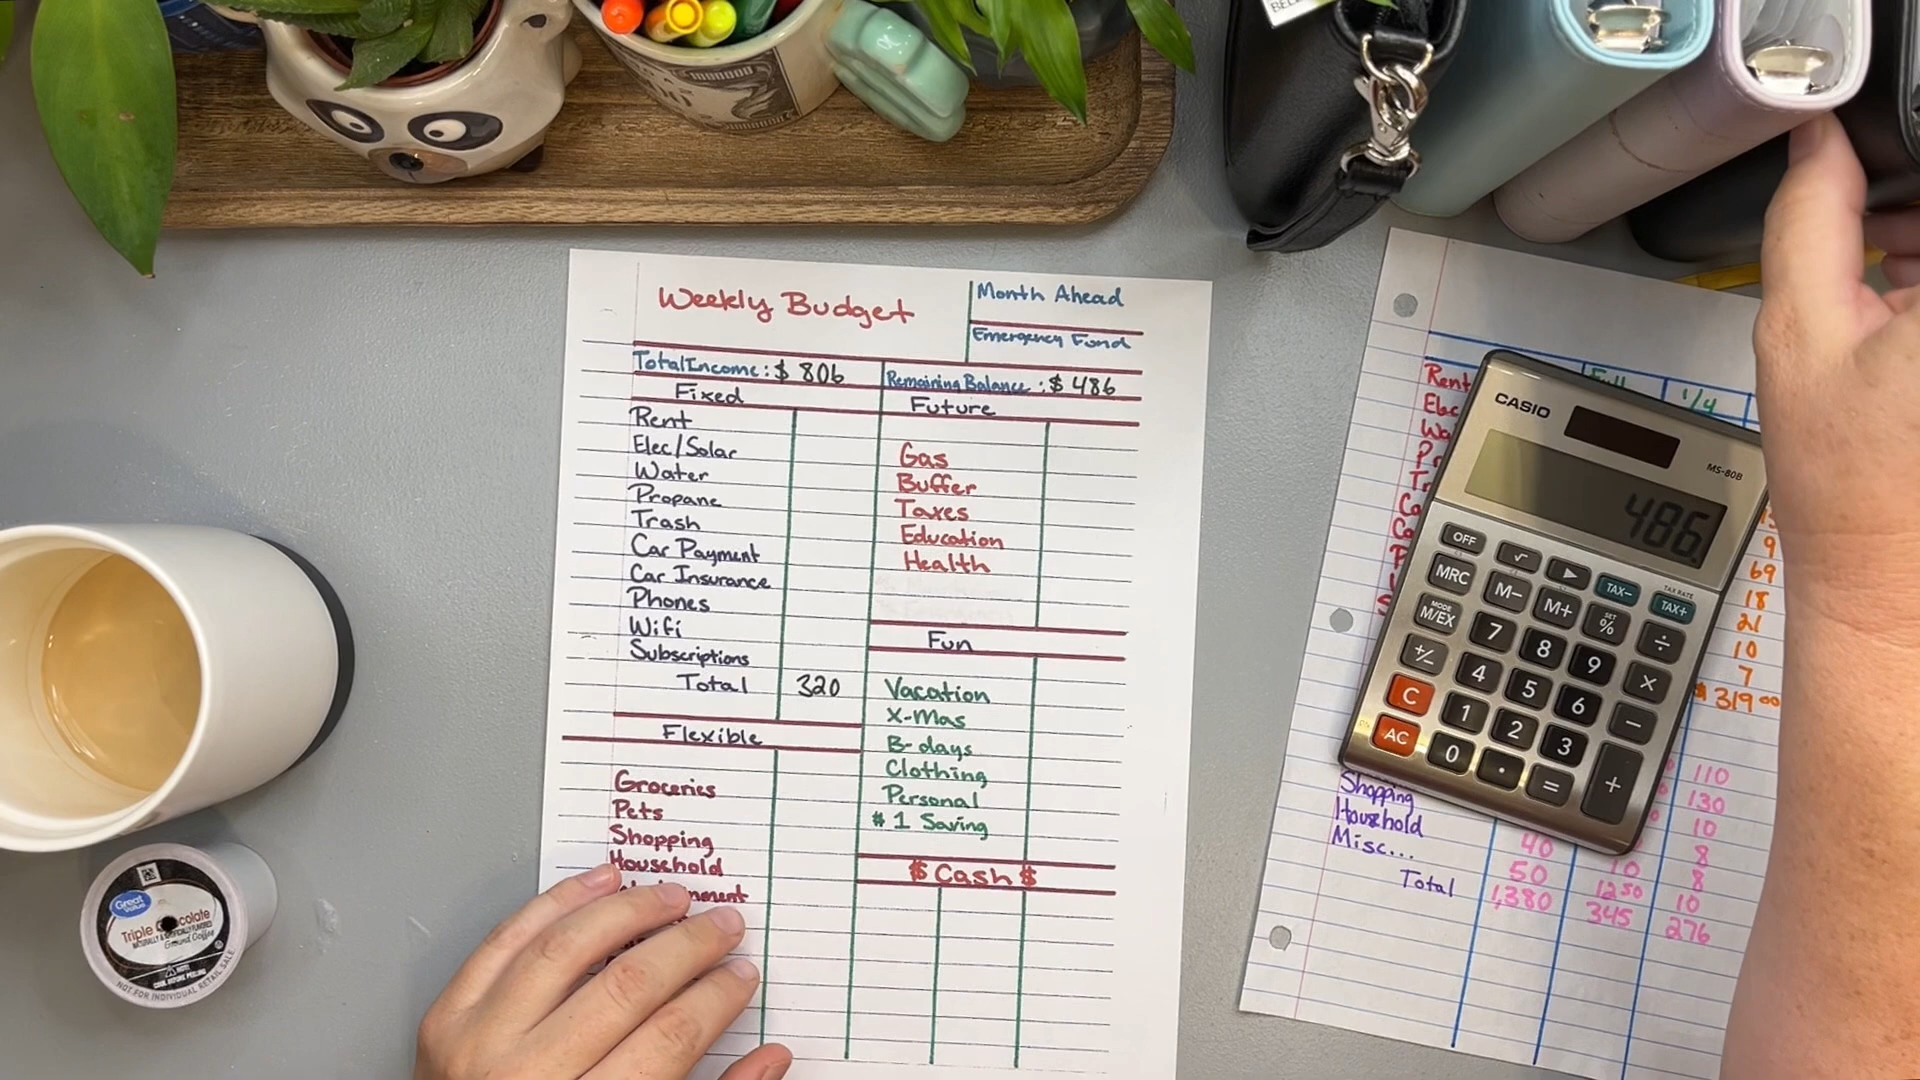 Weekly Budget
Month Ahead
Emergency Fund
Total Income: $ 806
Remaining Balance: $ 486
Fixed
Rent
Elec/Solar
Water
Propane
Trash
Car Payment
Car Insurance
Phones
Wifi
Subscriptions
Total 320
Flexible
Groceries
Pets
Shopping
Household
Future
Gas
Buffer
Taxes
Education
Health
Fun
Vacation
X-Mas
B-days
Clothing
Personal
#1 Saving
$ Cash $
Great Value
Triple
Ground Coffee
NOT FOR INDIVIDUAL RETAIL SALE
Rent
1/4
9
69
18
21
10
7
$319.00
110
130
Shopping 10
Household 40 8
Misc... 50 10 8
1250 10
Total 1,380 345 276
CASIO
MS-80B
486.
OFF √ ▶ TAX- TAX+
MRC M- M+ % ÷
MODE M/EX 7 8 9 ×
+/- 4 5 6 −
C 1 2 3 +
AC 0 . =